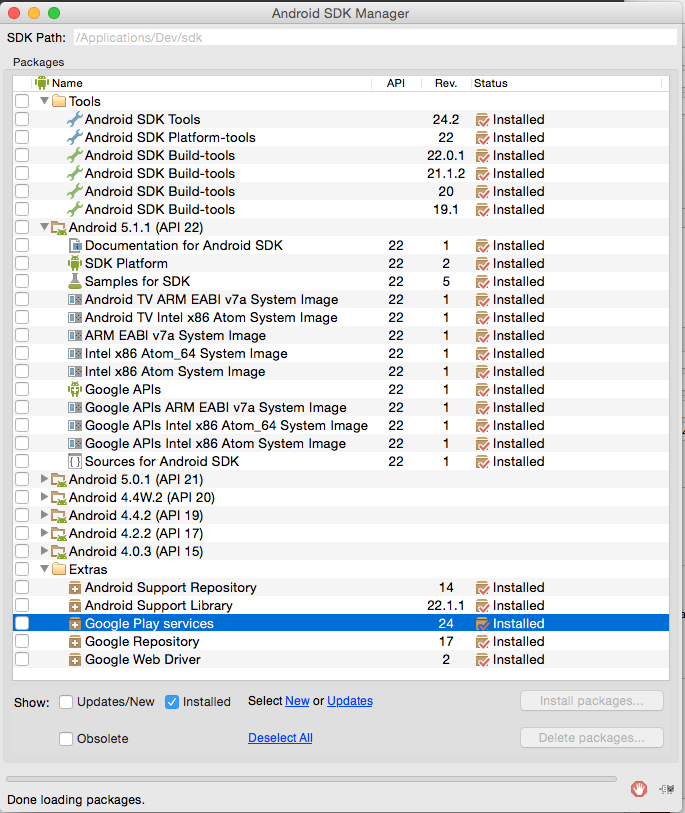 Android SDK Manager
SDK Path: /Applications/Dev/sdk
Packages
Name API Rev. Status
Tools
Android SDK Tools 24.2 Installed
Android SDK Platform-tools 22 Installed
Android SDK Build-tools 22.0.1 Installed
Android SDK Build-tools 21.1.2 Installed
Android SDK Build-tools 20 Installed
Android SDK Build-tools 19.1 Installed
Android 5.1.1 (API 22)
Documentation for Android SDK 22 1 Installed
SDK Platform 22 2 Installed
Samples for SDK 22 5 Installed
Android TV ARM EABI v7a System Image 22 1 Installed
Android TV Intel x86 Atom System Image 22 1 Installed
ARM EABI v7a System Image 22 1 Installed
Intel x86 Atom_64 System Image 22 1 Installed
Intel x86 Atom System Image 22 1 Installed
Google APIs 22 1 Installed
Google APIs ARM EABI v7a System Image 22 1 Installed
Google APIs Intel x86 Atom_64 System Image 22 1 Installed
Google APIs Intel x86 Atom System Image 22 1 Installed
Sources for Android SDK 22 1 Installed
Android 5.0.1 (API 21)
Android 4.4W.2 (API 20)
Android 4.4.2 (API 19)
Android 4.2.2 (API 17)
Android 4.0.3 (API 15)
Extras
Android Support Repository 14 Installed
Android Support Library 22.1.1 Installed
Google Play services 24 Installed
Google Repository 17 Installed
Google Web Driver 2 Installed
Show: Updates/New Installed Select New or Updates Install packages...
Obsolete Deselect All Delete packages...
Done loading packages.